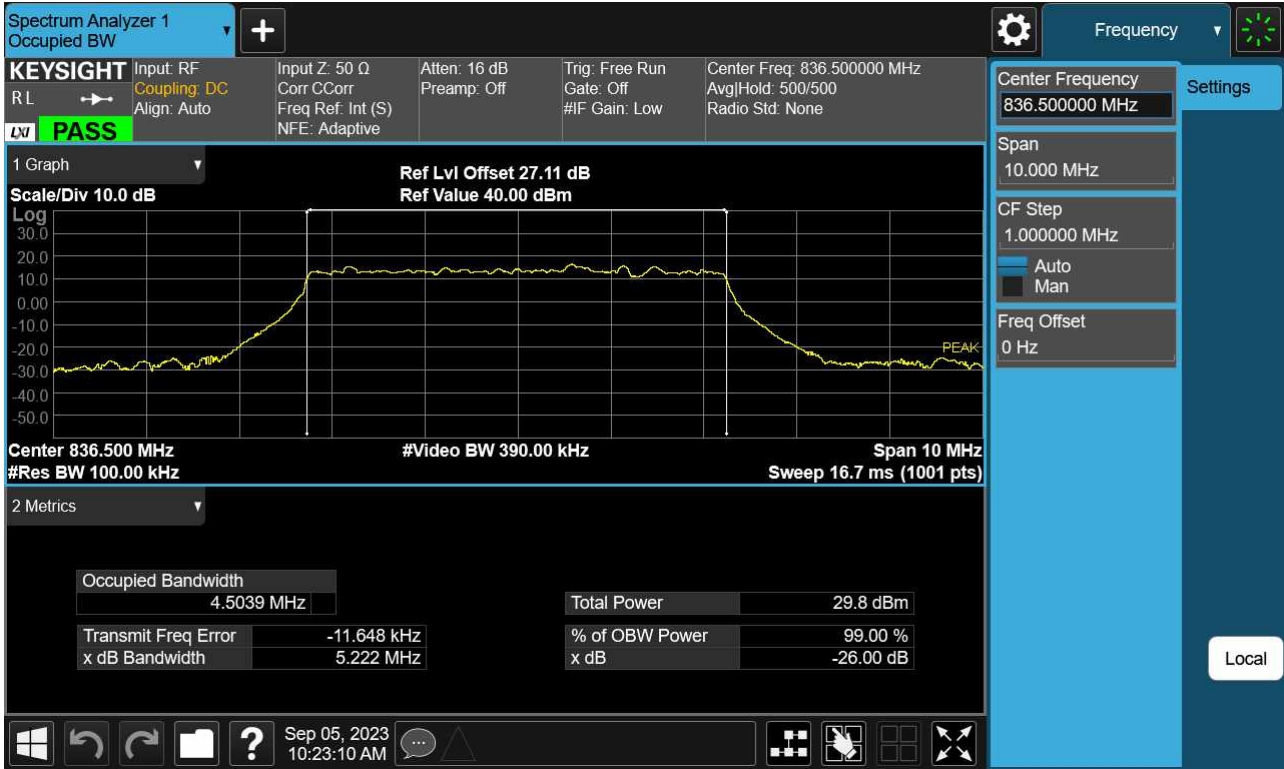 Spectrum Analyzer 1
Occupied BW
Frequency
KEYSIGHT
R L
LXI
PASS
Input: RF
Coupling: DC
Align: Auto
Input Z: 50 Ω
Corr CCorr
Freq Ref: Int (S)
NFE: Adaptive
Atten: 16 dB
Preamp: Off
Trig: Free Run
Gate: Off
#IF Gain: Low
Center Freq: 836.500000 MHz
Avg|Hold: 500/500
Radio Std: None
Center Frequency
836.500000 MHz
Settings
Span
10.000 MHz
CF Step
1.000000 MHz
Auto
Man
Freq Offset
0 Hz
Local
1 Graph
Scale/Div 10.0 dB
Ref Lvl Offset 27.11 dB
Ref Value 40.00 dBm
Log
30.0
20.0
10.0
0.00
-10.0
-20.0
-30.0
-40.0
-50.0
PEAK
Center 836.500 MHz
#Video BW 390.00 kHz
Span 10 MHz
#Res BW 100.00 kHz
Sweep 16.7 ms (1001 pts)
2 Metrics
Occupied Bandwidth
4.5039 MHz
Total Power 29.8 dBm
Transmit Freq Error -11.648 kHz
% of OBW Power 99.00 %
x dB Bandwidth 5.222 MHz
x dB -26.00 dB
?
Sep 05, 2023
10:23:10 AM